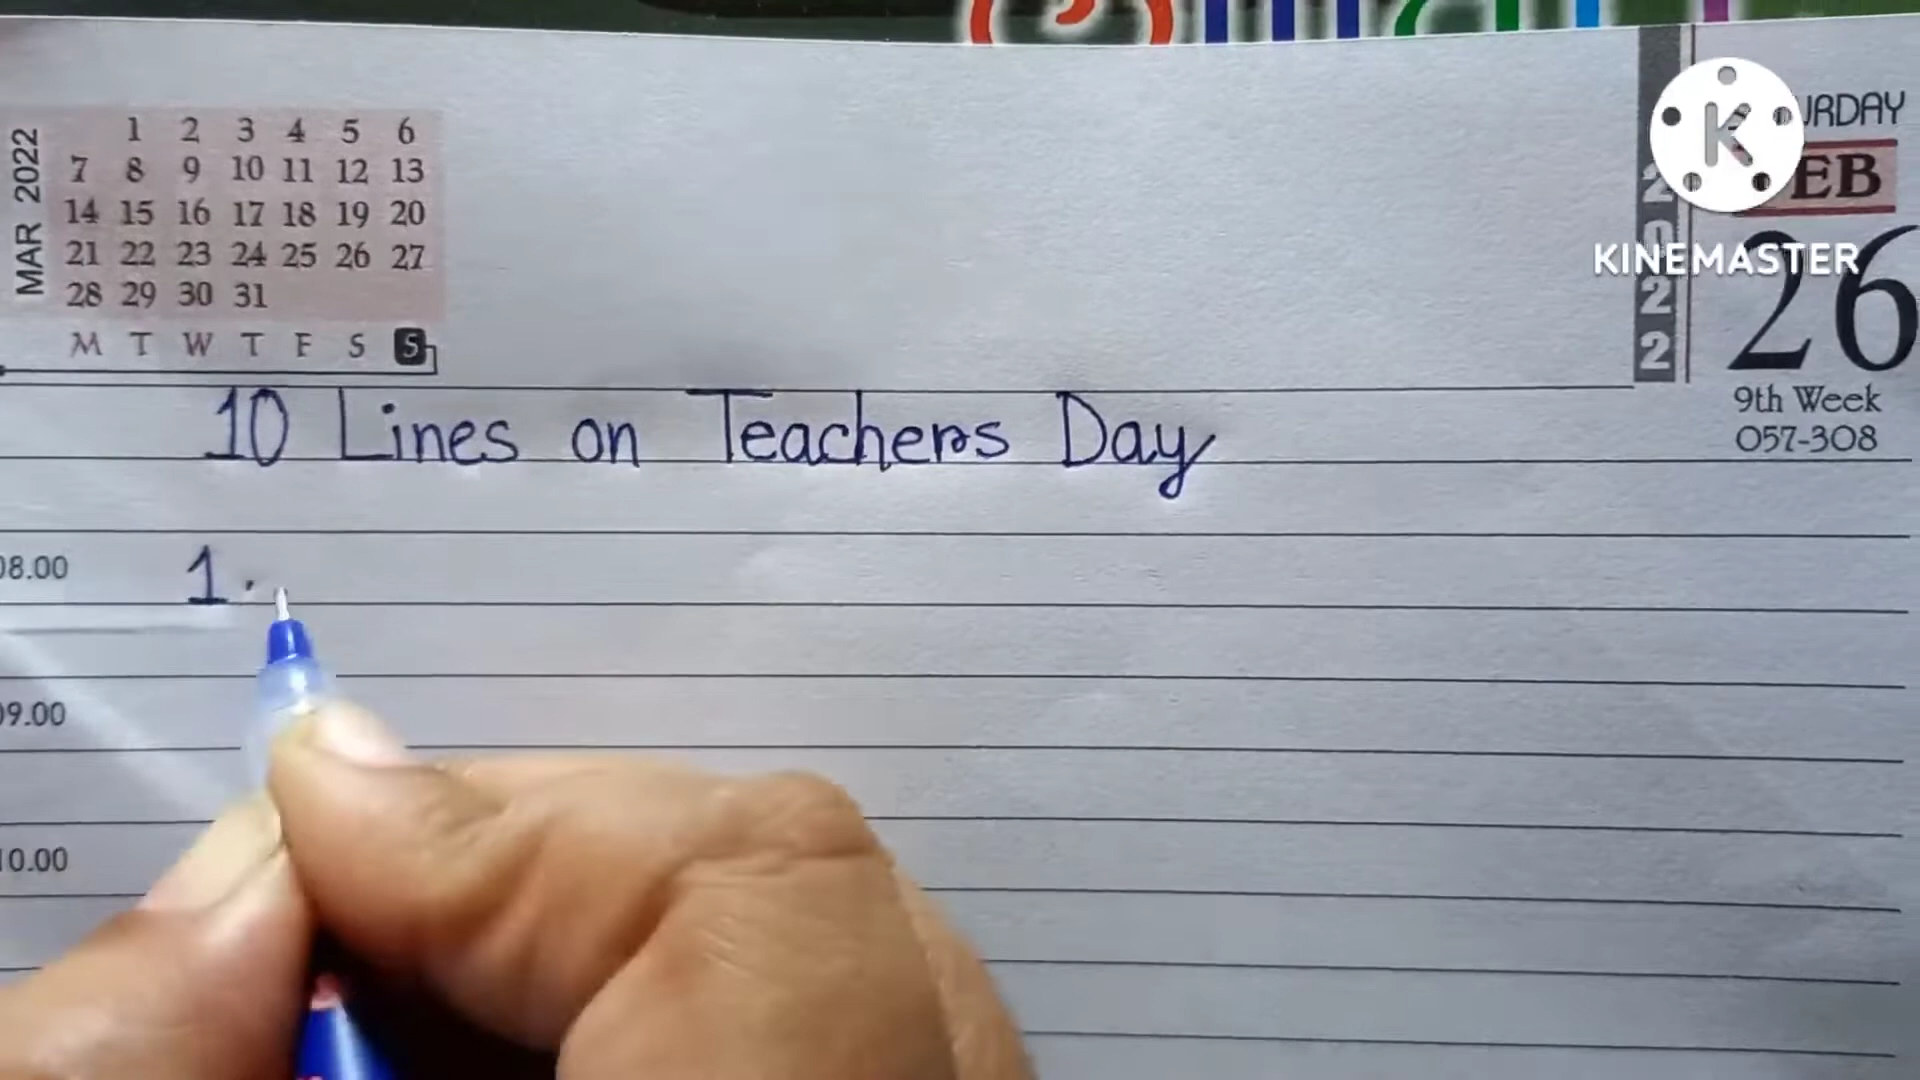 MAR 2022
1 2 3 4 5 6
7 8 9 10 11 12 13
14 15 16 17 18 19 20
21 22 23 24 25 26 27
28 29 30 31
M T W T F S S
2022
KINEMASTER
26
9th Week
057-308
10 Lines on Teachers Day
08.00
1.
09.00
10.00